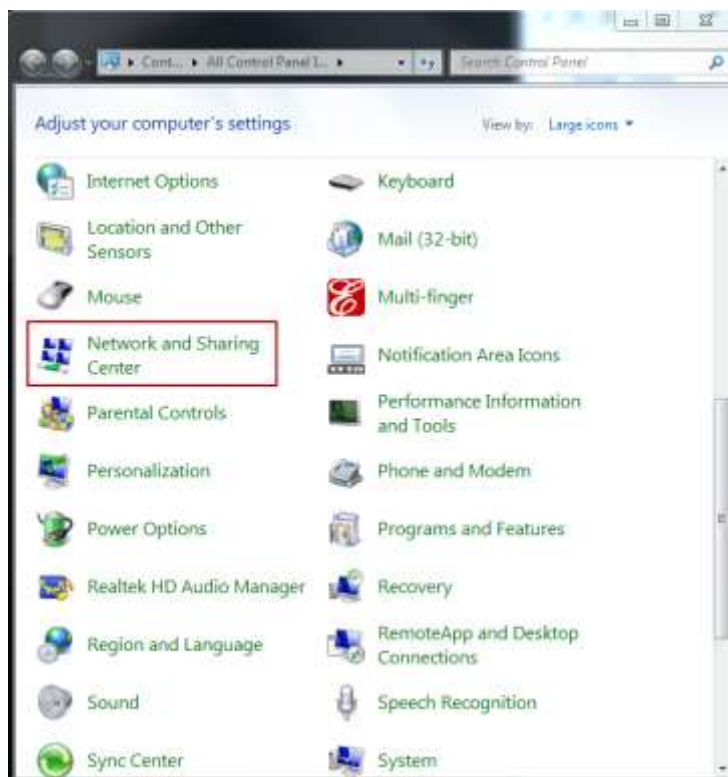 Cont... All Control Panel I... Search Control Panel
Adjust your computer's settings View by: Large icons
Internet Options Keyboard
Location and Other
Sensors
Mail (32-bit)
Mouse Multi-finger
Network and Sharing
Center
Notification Area Icons
Parental Controls
Performance Information
and Tools
Personalization Phone and Modem
Power Options Programs and Features
Realtek HD Audio Manager Recovery
Region and Language
RemoteApp and Desktop
Connections
Sound Speech Recognition
Sync Center System